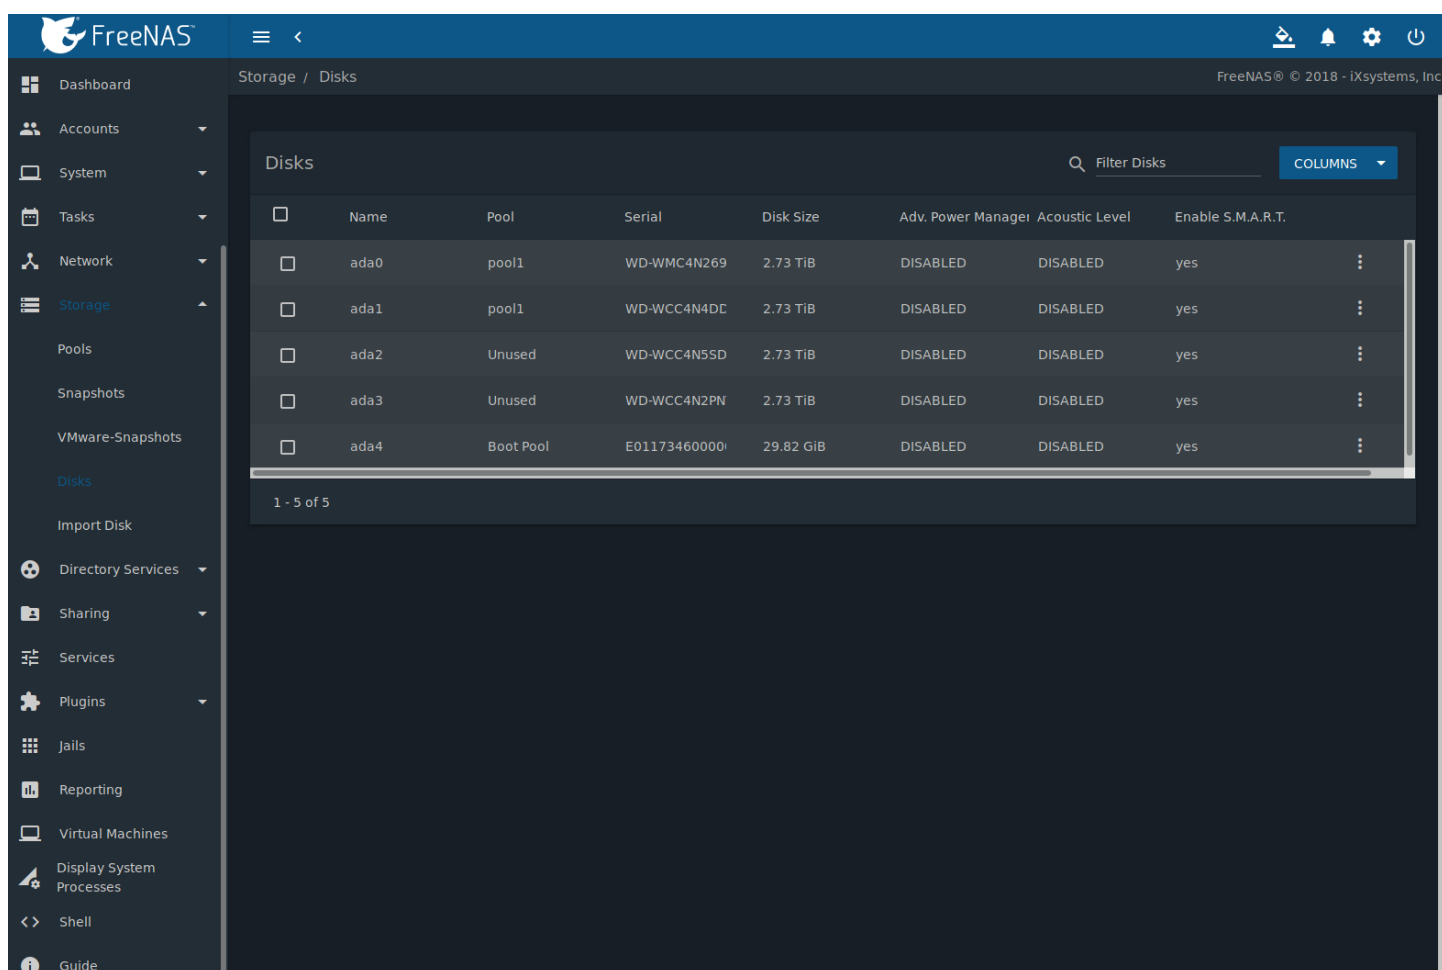 FreeNAS
Storage / Disks
FreeNAS® © 2018 - iXsystems, Inc
Dashboard
Accounts
System
Tasks
Network
Storage
Pools
Snapshots
VMware-Snapshots
Disks
Import Disk
Directory Services
Sharing
Services
Plugins
Jails
Reporting
Virtual Machines
Display System
Processes
Shell
Guide
Disks
Filter Disks
COLUMNS
Name Pool Serial Disk Size Adv. Power Manager Acoustic Level Enable S.M.A.R.T.
ada0 pool1 WD-WMC4N269 2.73 TiB DISABLED DISABLED yes
ada1 pool1 WD-WCC4N4DD 2.73 TiB DISABLED DISABLED yes
ada2 Unused WD-WCC4N5SD 2.73 TiB DISABLED DISABLED yes
ada3 Unused WD-WCC4N2PN 2.73 TiB DISABLED DISABLED yes
ada4 Boot Pool E01173460000 29.82 GiB DISABLED DISABLED yes
1 - 5 of 5